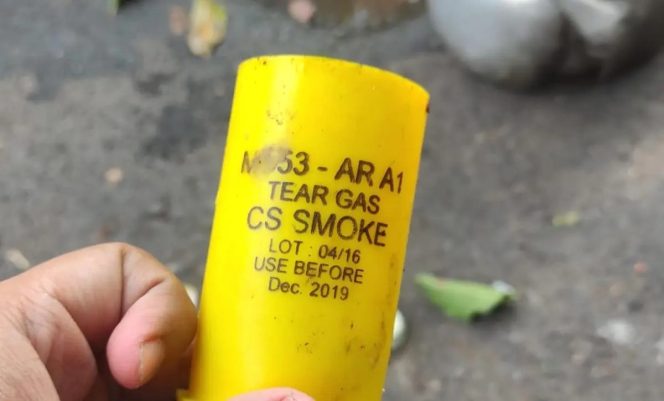 - AR A1
TEAR GAS
CS SMOKE
LOT : 04/16
USE BEFORE
Dec. 2019